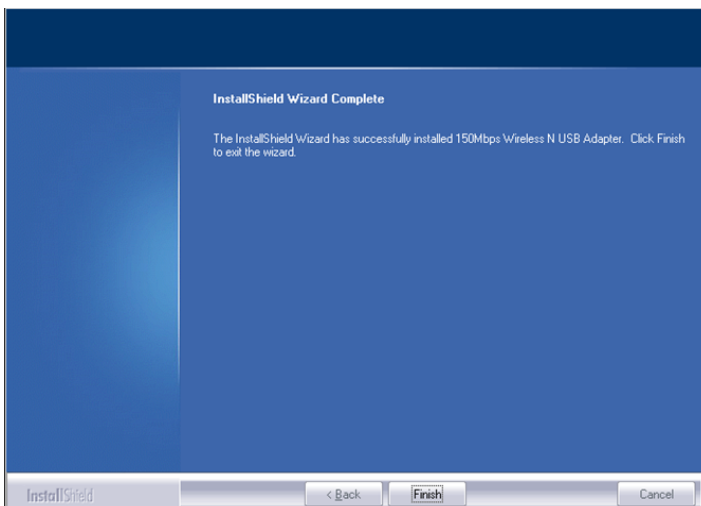 InstallShield Wizard Complete
The InstallShield Wizard has successfully installed 150Mbps Wireless N USB Adapter. Click Finish
to exit the wizard.
InstallShield
< Back
Finish
Cancel